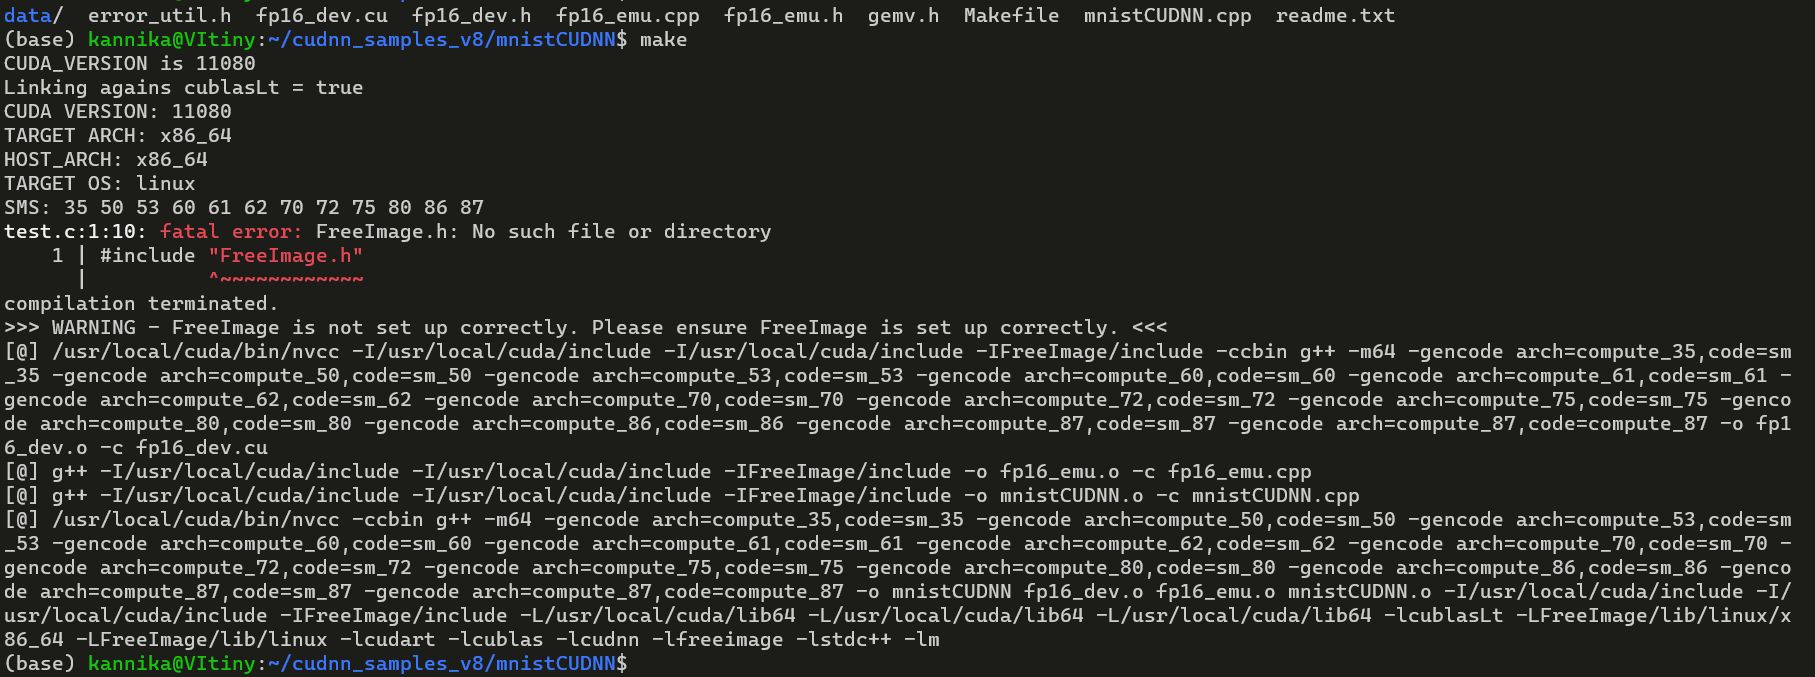 data/  error_util.h  fp16_dev.cu  fp16_dev.h  fp16_emu.cpp  fp16_emu.h  gemv.h  Makefile  mnistCUDNN.cpp  readme.txt
(base) kannika@VItiny:~/cudnn_samples_v8/mnistCUDNN$ make
CUDA_VERSION is 11080
Linking agains cublasLt = true
CUDA VERSION: 11080
TARGET ARCH: x86_64
HOST_ARCH: x86_64
TARGET OS: linux
SMS: 35 50 53 60 61 62 70 72 75 80 86 87
test.c:1:10: fatal error: FreeImage.h: No such file or directory
    1 | #include "FreeImage.h"
      |          ^~~~~~~~~~~~~
compilation terminated.
>>> WARNING - FreeImage is not set up correctly. Please ensure FreeImage is set up correctly. <<<
[@] /usr/local/cuda/bin/nvcc -I/usr/local/cuda/include -I/usr/local/cuda/include -IFreeImage/include -ccbin g++ -m64 -gencode arch=compute_35,code=sm
_35 -gencode arch=compute_50,code=sm_50 -gencode arch=compute_53,code=sm_53 -gencode arch=compute_60,code=sm_60 -gencode arch=compute_61,code=sm_61 -
gencode arch=compute_62,code=sm_62 -gencode arch=compute_70,code=sm_70 -gencode arch=compute_72,code=sm_72 -gencode arch=compute_75,code=sm_75 -genco
de arch=compute_80,code=sm_80 -gencode arch=compute_86,code=sm_86 -gencode arch=compute_87,code=sm_87 -gencode arch=compute_87,code=compute_87 -o fp1
6_dev.o -c fp16_dev.cu
[@] g++ -I/usr/local/cuda/include -I/usr/local/cuda/include -IFreeImage/include -o fp16_emu.o -c fp16_emu.cpp
[@] g++ -I/usr/local/cuda/include -I/usr/local/cuda/include -IFreeImage/include -o mnistCUDNN.o -c mnistCUDNN.cpp
[@] /usr/local/cuda/bin/nvcc -ccbin g++ -m64 -gencode arch=compute_35,code=sm_35 -gencode arch=compute_50,code=sm_50 -gencode arch=compute_53,code=sm
_53 -gencode arch=compute_60,code=sm_60 -gencode arch=compute_61,code=sm_61 -gencode arch=compute_62,code=sm_62 -gencode arch=compute_70,code=sm_70 -
gencode arch=compute_72,code=sm_72 -gencode arch=compute_75,code=sm_75 -gencode arch=compute_80,code=sm_80 -gencode arch=compute_86,code=sm_86 -genco
de arch=compute_87,code=sm_87 -gencode arch=compute_87,code=compute_87 -o mnistCUDNN fp16_dev.o fp16_emu.o mnistCUDNN.o -I/usr/local/cuda/include -I/
usr/local/cuda/include -IFreeImage/include -L/usr/local/cuda/lib64 -L/usr/local/cuda/lib64 -L/usr/local/cuda/lib64 -lcublasLt -LFreeImage/lib/linux/x
86_64 -LFreeImage/lib/linux -lcudart -lcublas -lcudnn -lfreeimage -lstdc++ -lm
(base) kannika@VItiny:~/cudnn_samples_v8/mnistCUDNN$